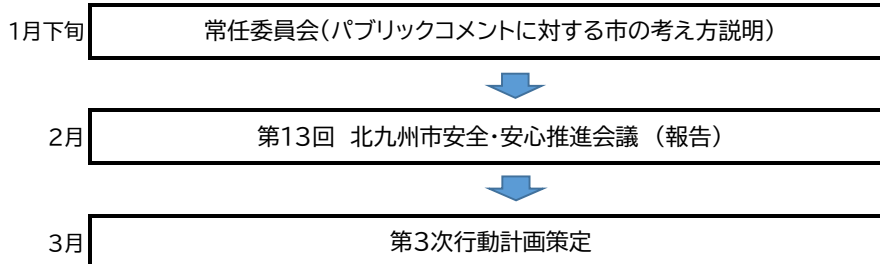 1月下旬 常任委員会(パブリックコメントに対する市の考え方説明)
2月 第13回 北九州市安全・安心推進会議 (報告)
3月 第3次行動計画策定